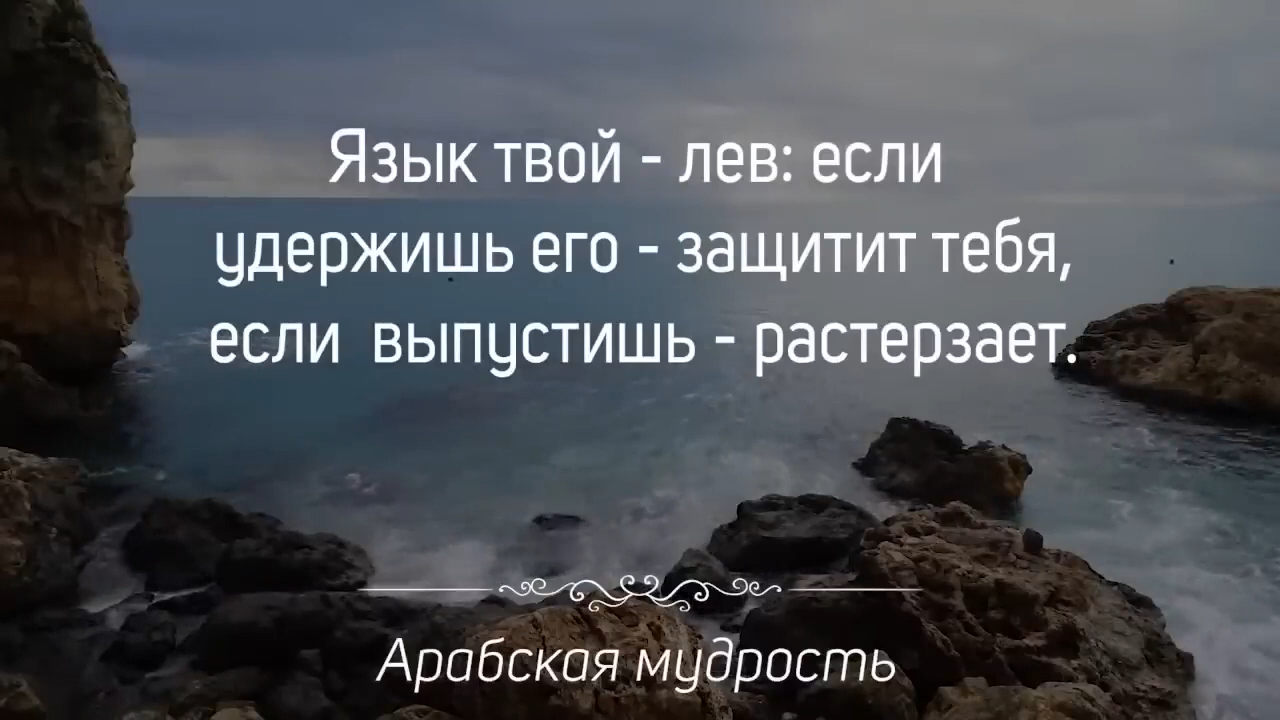 Язык твой - лев: если
удержишь его - защитит тебя,
если выпустишь - растерзает.
Арабская мудрость